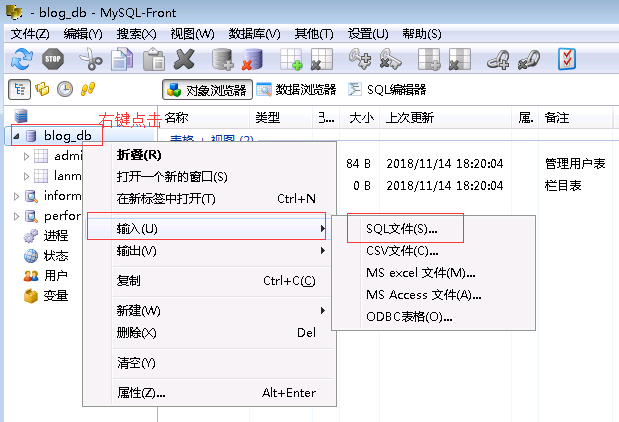 - blog_db - MySQL-Front
文件(Z) 编辑(Y) 搜索(X) 视图(W) 数据库(V) 其他(T) 设置(U) 帮助(S)
STOP
对象浏览器 数据浏览器 SQL编辑器
右键点击 名称 类型 大小 上次更新 属. 备注
blog_db
表格 + 视图 (2)
admi 84 B 2018/11/14 18:20:04 管理用户表
lanm 0 B 2018/11/14 18:20:04 栏目表
inform
perfor
进程
状态
用户
变量
折叠(R)
打开一个新的窗口(S)
在新标签中打开(T) Ctrl+N
输入(U)
输出(V)
复制 Ctrl+C(C)
新建(W)
删除(X) Del
清空(Y)
属性(Z)... Alt+Enter
SQL文件(S)...
CSV文件(C)...
MS excel 文件(M)...
MS Access 文件(A)...
ODBC表格(O)...